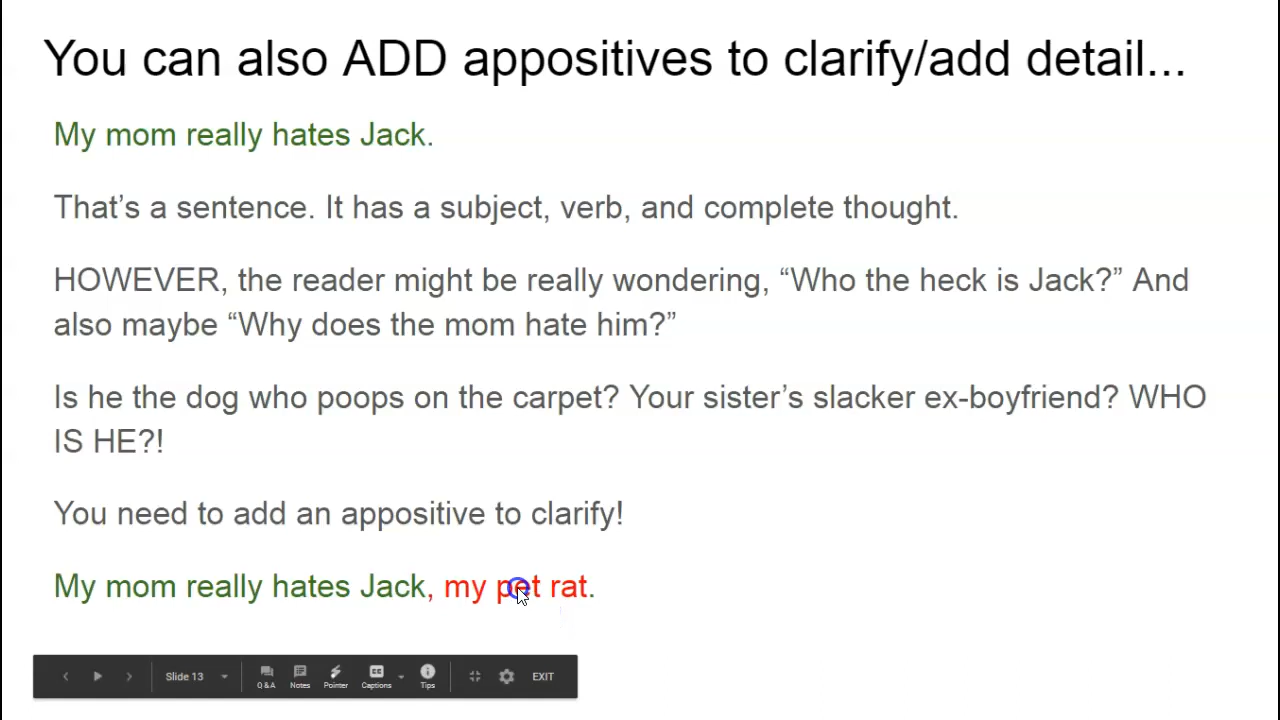 You can also ADD appositives to clarify/add detail...
My mom really hates Jack.
That’s a sentence. It has a subject, verb, and complete thought.
HOWEVER, the reader might be really wondering, “Who the heck is Jack?” And
also maybe “Why does the mom hate him?”
Is he the dog who poops on the carpet? Your sister’s slacker ex-boyfriend? WHO
IS HE?!
You need to add an appositive to clarify!
My mom really hates Jack, my pet rat.
Slide 13
Q&A
Notes
Pointer
CC
Captions
Tips
EXIT